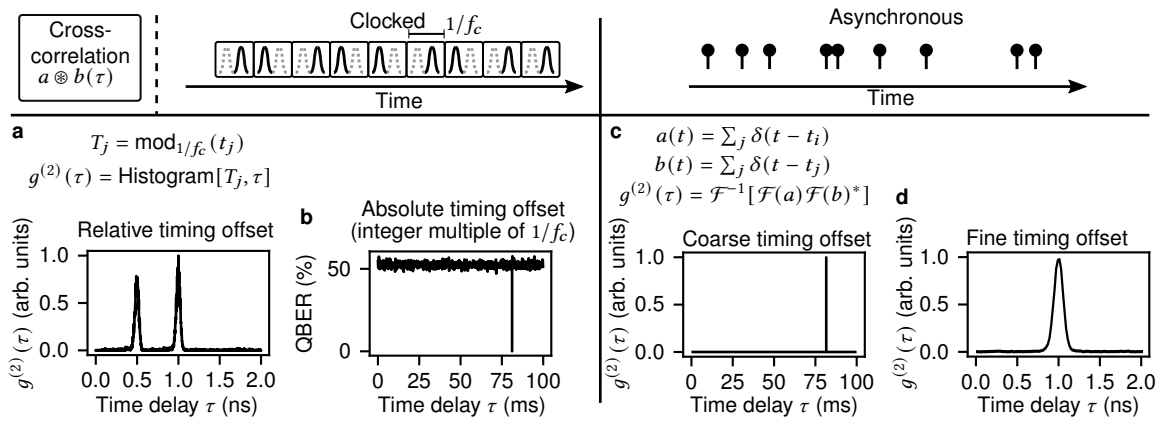 Cross-
correlation
a ⊛ b(τ)
Clocked
1/f_c
Time
Asynchronous
Time
a
T_j = mod_{1/f_c}(t_j)
g^{(2)}(τ) = Histogram[T_j, τ]
Relative timing offset
g^{(2)}(τ) (arb. units)
1.0
0.5
0.0
0.0 0.5 1.0 1.5 2.0
Time delay τ (ns)
b
Absolute timing offset
(integer multiple of 1/f_c)
QBER (%)
50
0
0 25 50 75 100
Time delay τ (ms)
c
a(t) = ∑_j δ(t − t_i)
b(t) = ∑_j δ(t − t_j)
g^{(2)}(τ) = ℱ^{−1}[ℱ(a)ℱ(b)^*]
Coarse timing offset
g^{(2)}(τ) (arb. units)
1.0
0.5
0.0
0 25 50 75 100
Time delay τ (ms)
d
Fine timing offset
g^{(2)}(τ) (arb. units)
1.0
0.5
0.0
0.0 0.5 1.0 1.5 2.0
Time delay τ (ns)